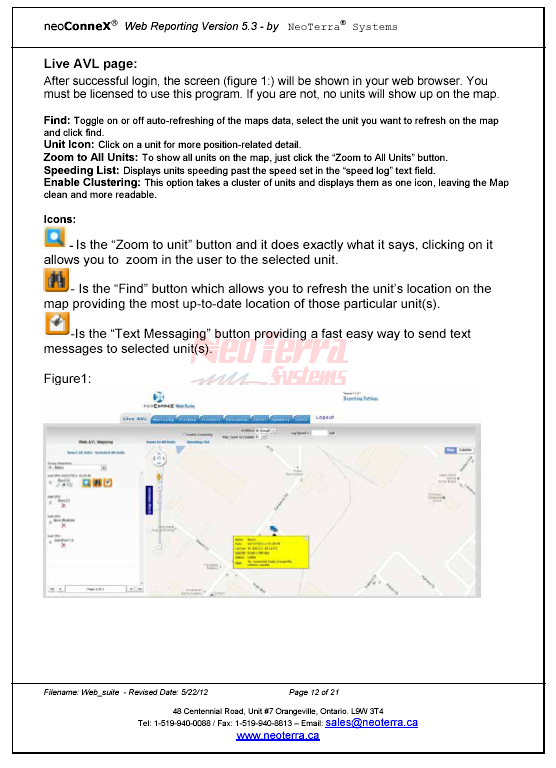 neoConneX® Web Reporting Version 5.3 - by NeoTerra® Systems
Live AVL page:
After successful login, the screen (figure 1:) will be shown in your web browser. You
must be licensed to use this program. If you are not, no units will show up on the map.
Find: Toggle on or off auto-refreshing of the maps data, select the unit you want to refresh on the map
and click find.
Unit Icon: Click on a unit for more position-related detail.
Zoom to All Units: To show all units on the map, just click the “Zoom to All Units” button.
Speeding List: Displays units speeding past the speed set in the “speed log” text field.
Enable Clustering: This option takes a cluster of units and displays them as one icon, leaving the Map
clean and more readable.
Icons:
- Is the “Zoom to unit” button and it does exactly what it says, clicking on it
allows you to zoom in the user to the selected unit.
- Is the “Find” button which allows you to refresh the unit’s location on the
map providing the most up-to-date location of those particular unit(s).
-Is the “Text Messaging” button providing a fast easy way to send text
messages to selected unit(s).
NeoTerra
Systems
Figure1:
neoConneX Web Suite
Reporting Settings
Live AVL
Logout
Web AVL Mapping
Page 1 of 1
Filename: Web_suite - Revised Date: 5/22/12 Page 12 of 21
48 Centennial Road, Unit #7 Orangeville, Ontario. L9W 3T4
Tel: 1-519-940-0088 / Fax: 1-519-940-8813 – Email: sales@neoterra.ca
www.neoterra.ca